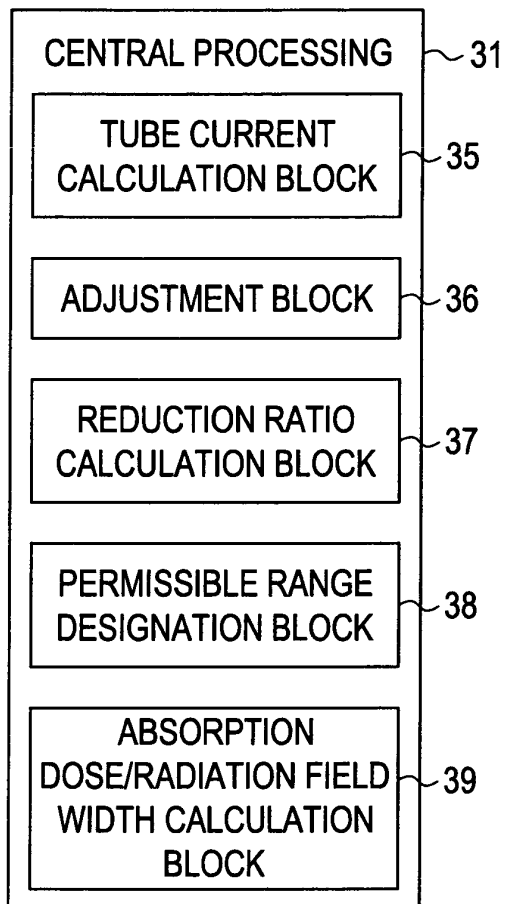 CENTRAL PROCESSING 31
TUBE CURRENT
CALCULATION BLOCK 35
ADJUSTMENT BLOCK 36
REDUCTION RATIO
CALCULATION BLOCK 37
PERMISSIBLE RANGE
DESIGNATION BLOCK 38
ABSORPTION
DOSE/RADIATION FIELD 39
WIDTH CALCULATION
BLOCK